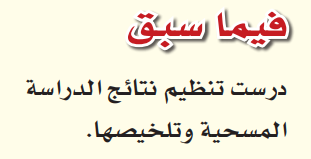 فيما سبق
درست تنظيم نتائج الدراسة
المسحية وتلخيصها.